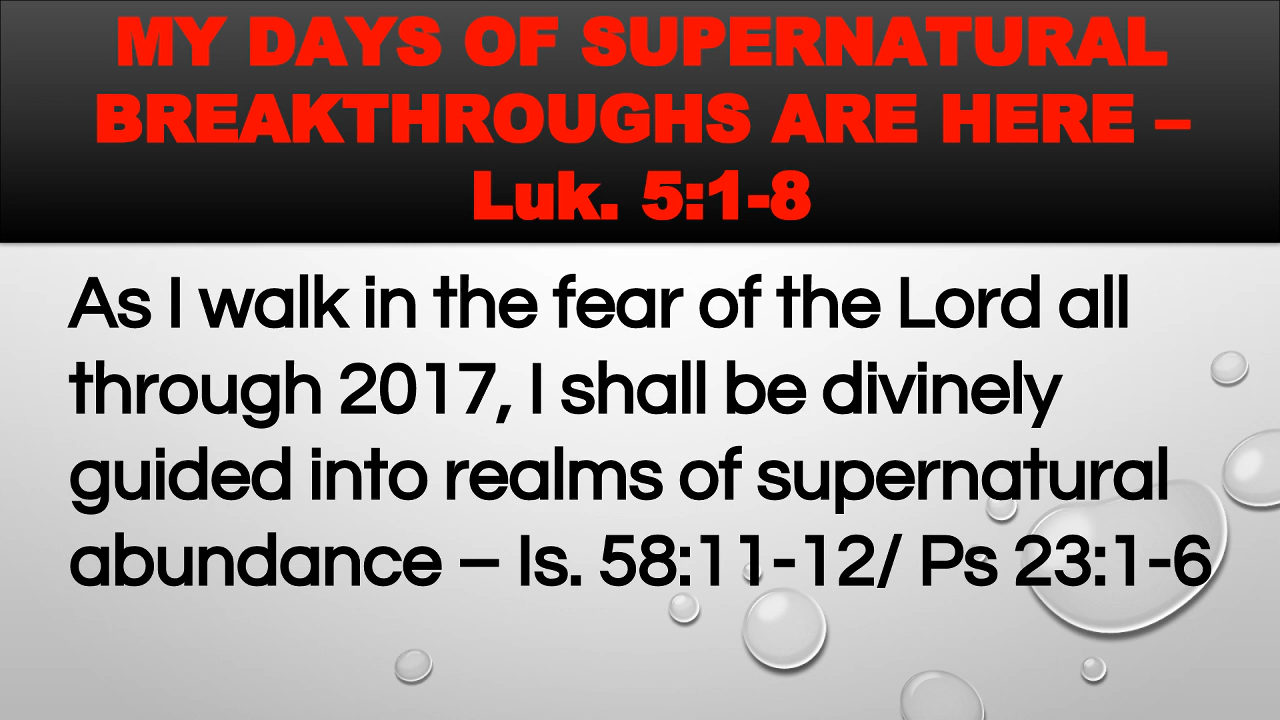 MY DAYS OF SUPERNATURAL
BREAKTHROUGHS ARE HERE –
Luk. 5:1-8
As I walk in the fear of the Lord all
through 2017, I shall be divinely
guided into realms of supernatural
abundance – Is. 58:11-12/ Ps 23:1-6